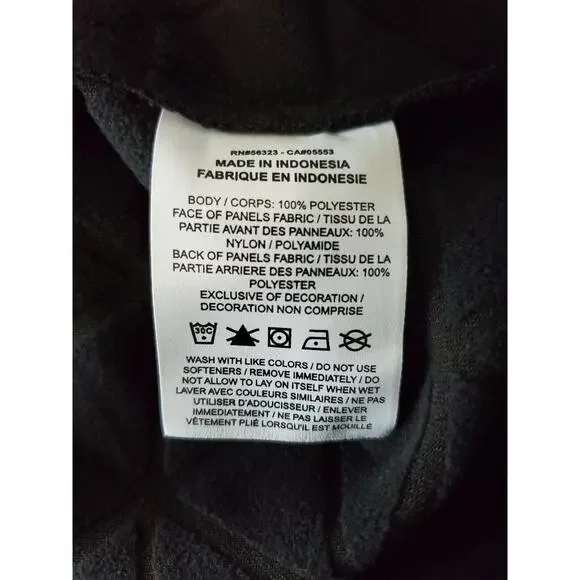 RN#56323 - CA#05553
MADE IN INDONESIA
FABRIQUE EN INDONESIE
BODY / CORPS: 100% POLYESTER
FACE OF PANELS FABRIC / TISSU DE LA
PARTIE AVANT DES PANNEAUX: 100%
NYLON / POLYAMIDE
BACK OF PANELS FABRIC / TISSU DE LA
PARTIE ARRIERE DES PANNEAUX: 100%
POLYESTER
EXCLUSIVE OF DECORATION /
DECORATION NON COMPRISE
30C
WASH WITH LIKE COLORS / DO NOT USE
SOFTENERS / REMOVE IMMEDIATELY / DO
NOT ALLOW TO LAY ON ITSELF WHEN WET
LAVER AVEC COULEURS SIMILAIRES / NE PAS
UTILISER D'ADOUCISSEUR / ENLEVER
IMMEDIATEMENT / NE PAS LAISSER LE
VÊTEMENT PLIÉ LORSQU'IL EST MOUILLÉ